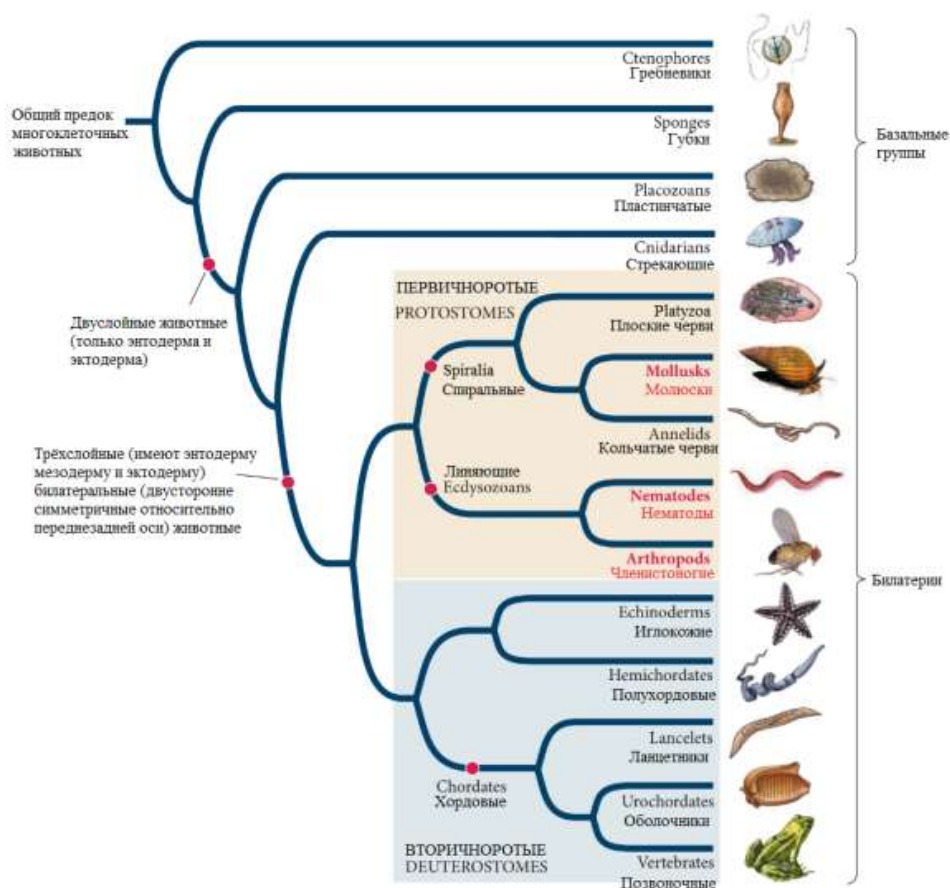 Ctenophores
Гребневики
Общий предок
многоклеточных
животных
Sponges
Губки
Базальные
группы
Placozoans
Пластинчатые
Cnidarians
Стрекающие
ПЕРВИЧНОРОТЫЕ
PROTOSTOMES
Platyzoa
Плоские черви
Двуслойные животные
(только энтодерма и
эктодерма)
Spiralia
Спиральные
Mollusks
Молюски
Annelids
Кольчатые черви
Трёхслойные (имеют энтодерму
мезодерму и эктодерму)
билатеральные (двусторонне
симметричные относительно
переднезадней оси) животные
Линяющие
Ecdysozoans
Nematodes
Нематоды
Arthropods
Членистоногие
Билатерии
Echinoderms
Иглокожие
Hemichordates
Полухордовые
Lancelets
Ланцетники
Chordates
Хордовые
Urochordates
Оболочники
ВТОРИЧНОРОТЫЕ
DEUTEROSTOMES
Vertebrates
Позвоночные